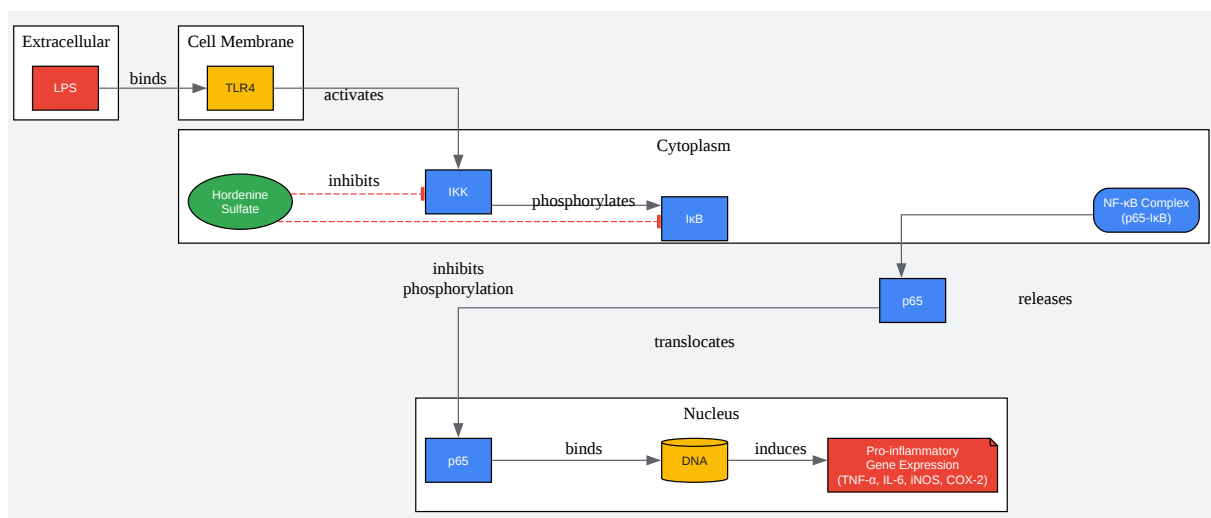 Extracellular
Cell Membrane
LPS
binds
TLR4
activates
Cytoplasm
Hordenine
Sulfate
inhibits
IKK
phosphorylates
IκB
NF-κB Complex
(p65-IκB)
inhibits
phosphorylation
p65
releases
translocates
Nucleus
p65
binds
DNA
induces
Pro-inflammatory
Gene Expression
(TNF-α, IL-6, iNOS, COX-2)